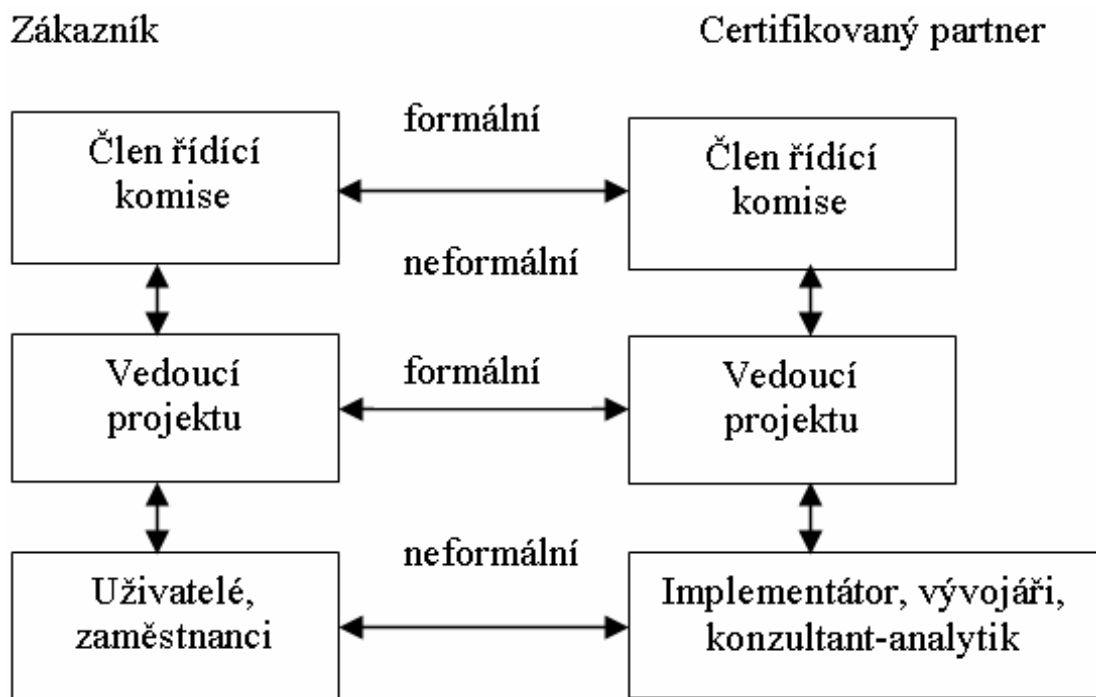 Zákazník
Certifikovaný partner
formální
Člen řídící
komise
Člen řídící
komise
neformální
Vedoucí
projektu
formální
Vedoucí
projektu
neformální
Uživatelé,
zaměstnanci
Implementátor, vývojáři,
konzultant-analytik